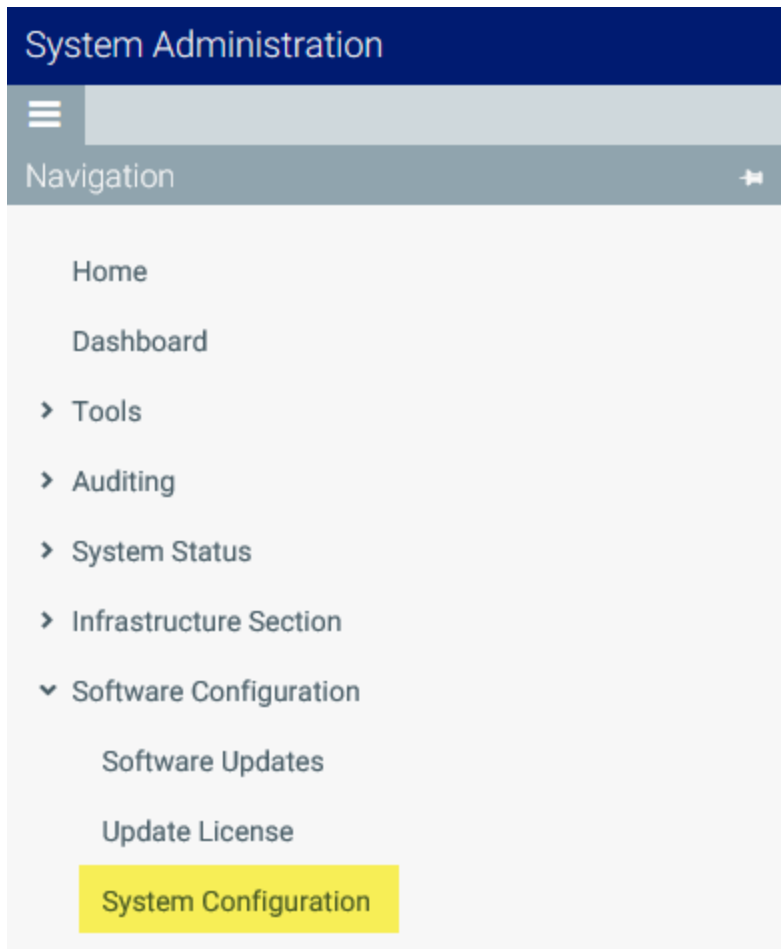 System Administration
Navigation
Home
Dashboard
Tools
Auditing
System Status
Infrastructure Section
Software Configuration
Software Updates
Update License
System Configuration